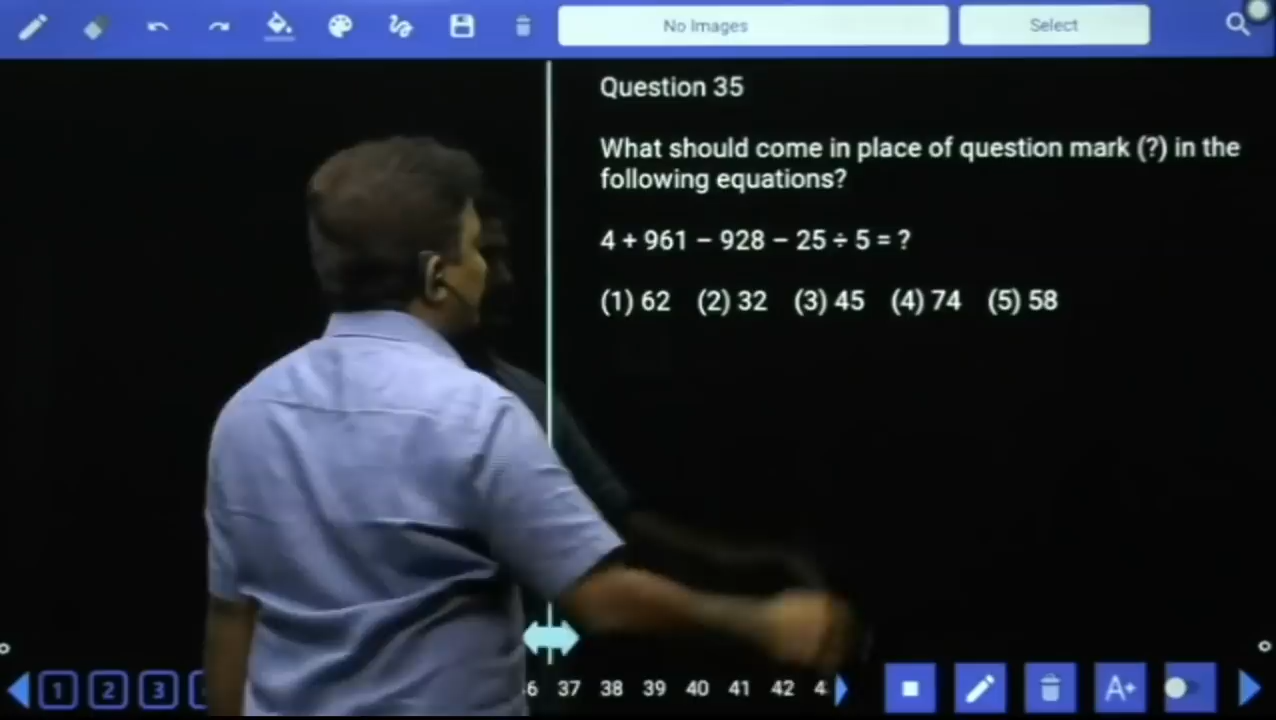 No Images
Select
Question 35
What should come in place of question mark (?) in the
following equations?
4 + 961 − 928 − 25 ÷ 5 = ?
(1) 62 (2) 32 (3) 45 (4) 74 (5) 58
1 2 3
37 38 39 40 41 42
A+